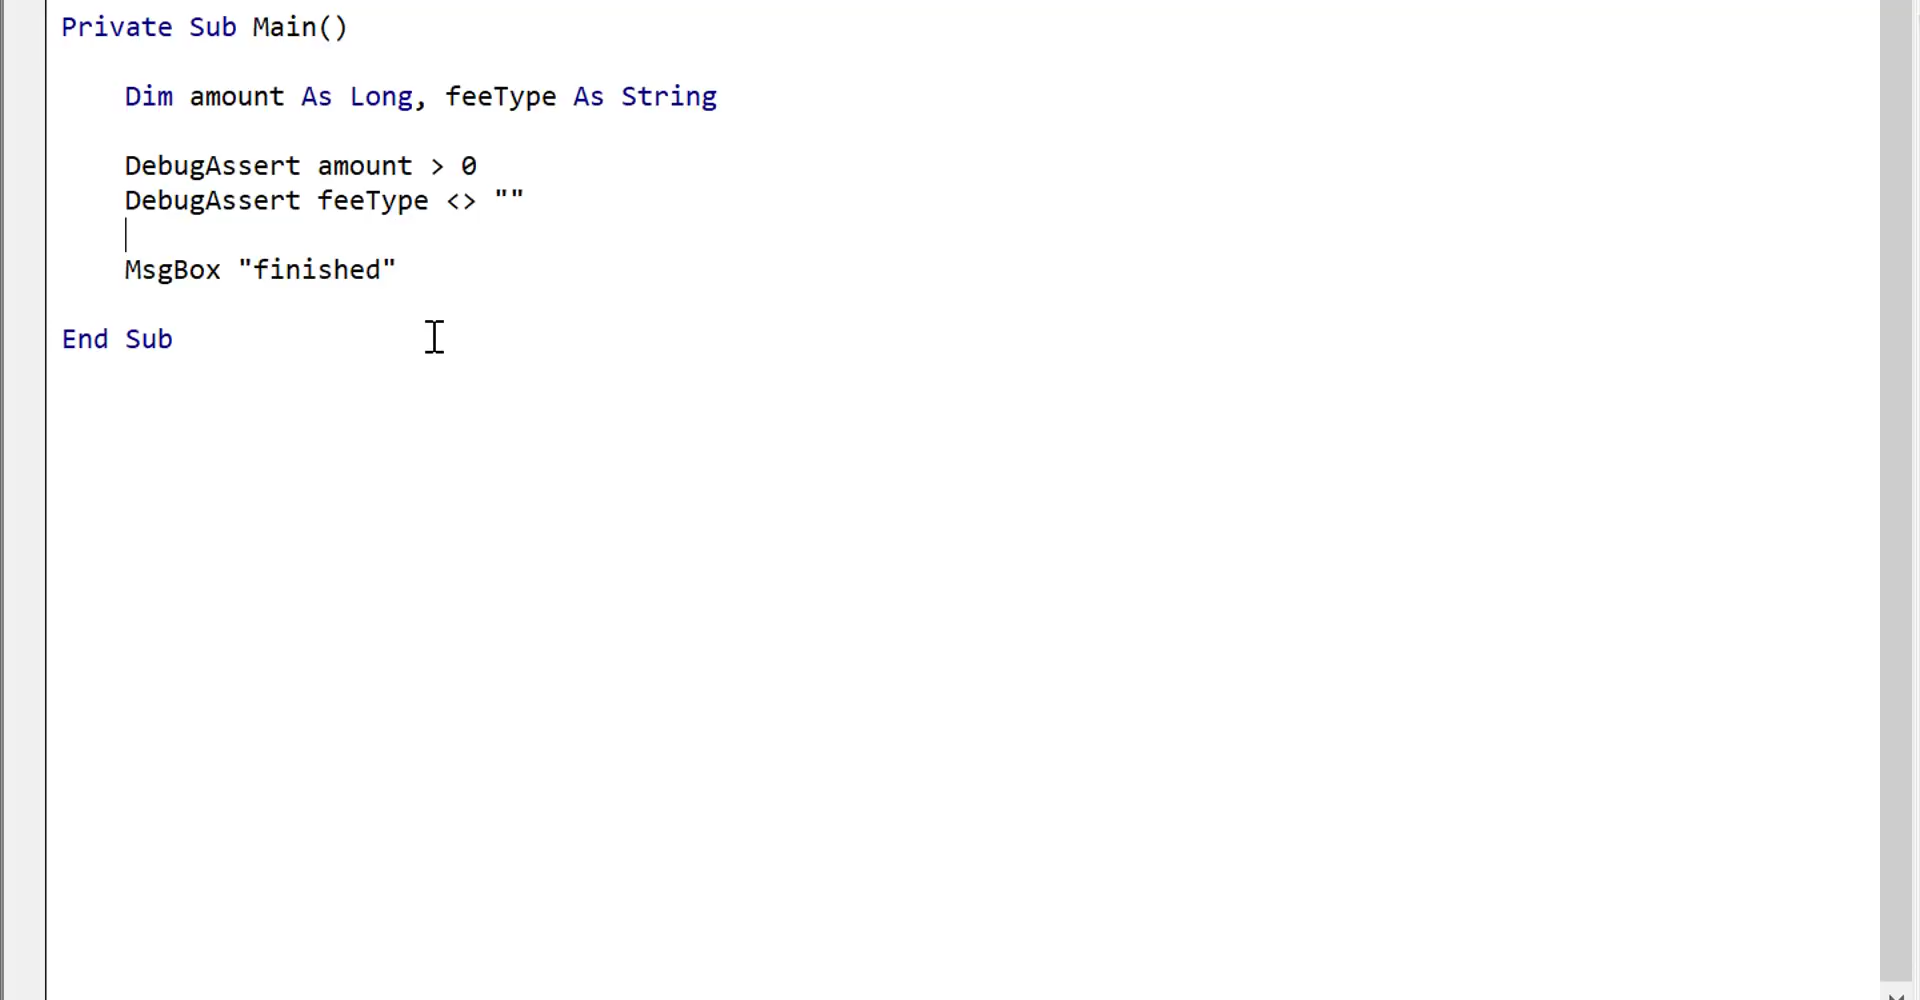 Private Sub Main()
Dim amount As Long, feeType As String
DebugAssert amount > 0
DebugAssert feeType <> ""
MsgBox "finished"
End Sub